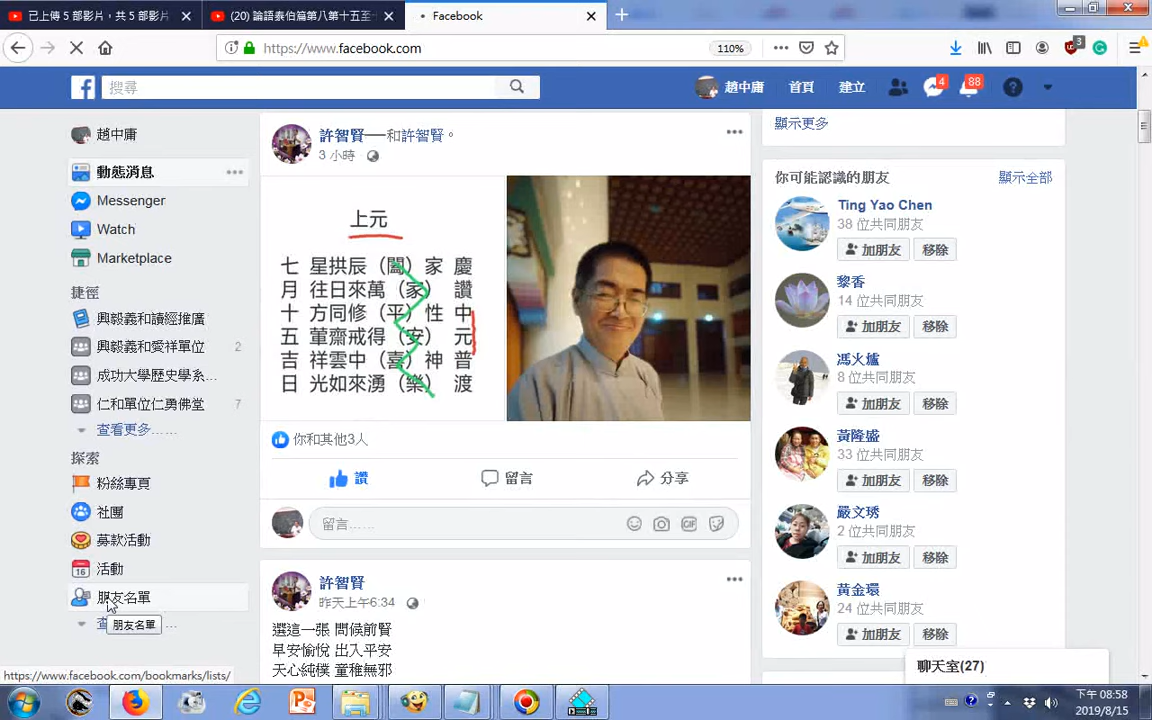 已上傳 5 部影片，共 5 部影片
(20) 論語泰伯篇第八第十五至
Facebook
https://www.facebook.com
110%
3
搜尋
趙中庸
首頁
建立
4
88
趙中庸
動態消息
Messenger
Watch
Marketplace
捷徑
興毅義和讀經推廣
興毅義和愛祥單位
2
成功大學歷史學系...
仁和單位仁勇佛堂
7
查看更多……
探索
粉絲專頁
社團
募款活動
16
活動
朋友名單
查
朋友名單
...
https://www.facebook.com/bookmarks/lists/
許智賢──和許智賢。
3 小時
上元
七 星拱辰（闔）家 慶
月 往日來萬（家） 讚
十 方同修（平）性 中
五 董齋戒得（安） 元
吉 祥雲中（喜）神 普
日 光如來湧（樂） 渡
你和其他3人
讚
留言
分享
留言……
GIF
許智賢
昨天上午6:34
選這一張 問候前賢
早安愉悅 出入平安
天心純樸 童稚無邪
顯示更多
你可能認識的朋友
顯示全部
Ting Yao Chen
38 位共同朋友
加朋友
移除
黎香
14 位共同朋友
加朋友
移除
馮火爐
8 位共同朋友
加朋友
移除
黃隆盛
33 位共同朋友
加朋友
移除
嚴文琇
2 位共同朋友
加朋友
移除
黃金環
24 位共同朋友
加朋友
移除
聊天室(27)
下午 08:58
2019/8/15